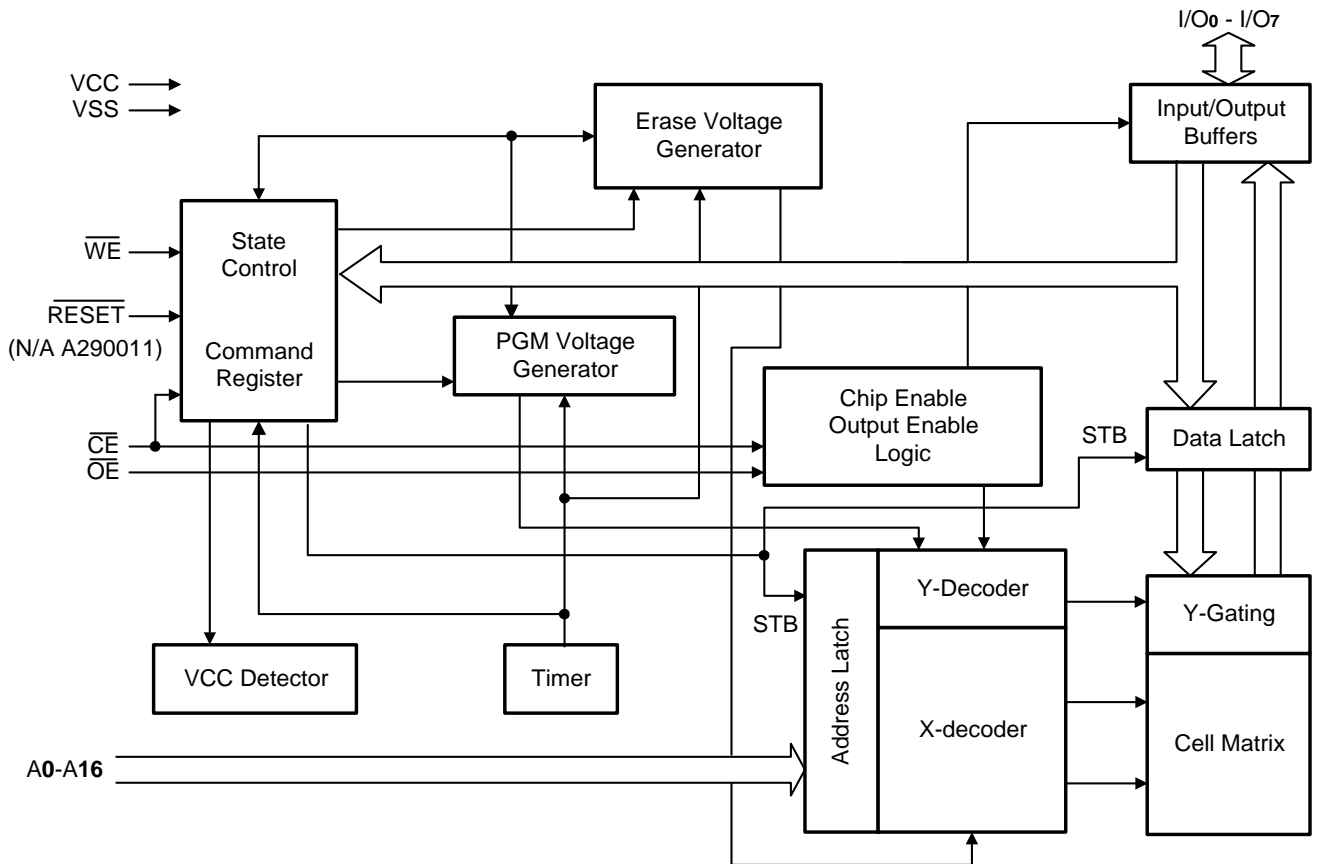 I/O0 - I/O7
VCC
VSS
Erase Voltage
Generator
Input/Output
Buffers
State
Control
Command
Register
WE
RESET
(N/A A290011)
CE
OE
PGM Voltage
Generator
Chip Enable
Output Enable
Logic
STB
Data Latch
STB
Address Latch
Y-Decoder
Y-Gating
VCC Detector
Timer
X-decoder
Cell Matrix
A0-A16